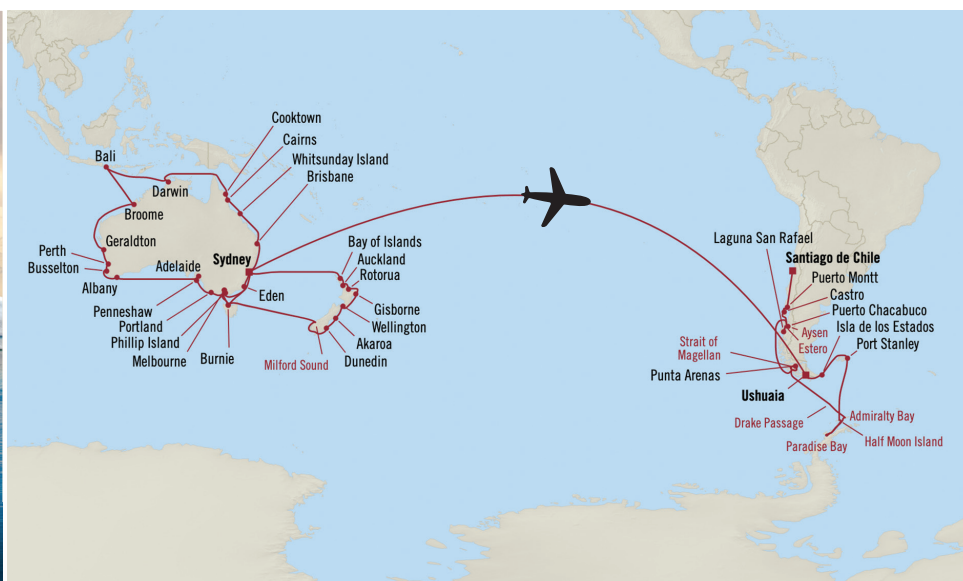 Cooktown
Cairns
Whitsunday Island
Brisbane
Bali
Darwin
Broome
Geraldton
Perth
Busselton
Albany
Adelaide
Sydney
Penneshaw
Portland
Phillip Island
Melbourne
Burnie
Eden
Bay of Islands
Auckland
Rotorua
Gisborne
Wellington
Akaroa
Dunedin
Milford Sound
Laguna San Rafael
Santiago de Chile
Puerto Montt
Castro
Puerto Chacabuco
Aysen
Estero
Isla de los Estados
Port Stanley
Strait of
Magellan
Punta Arenas
Ushuaia
Drake Passage
Admiralty Bay
Half Moon Island
Paradise Bay